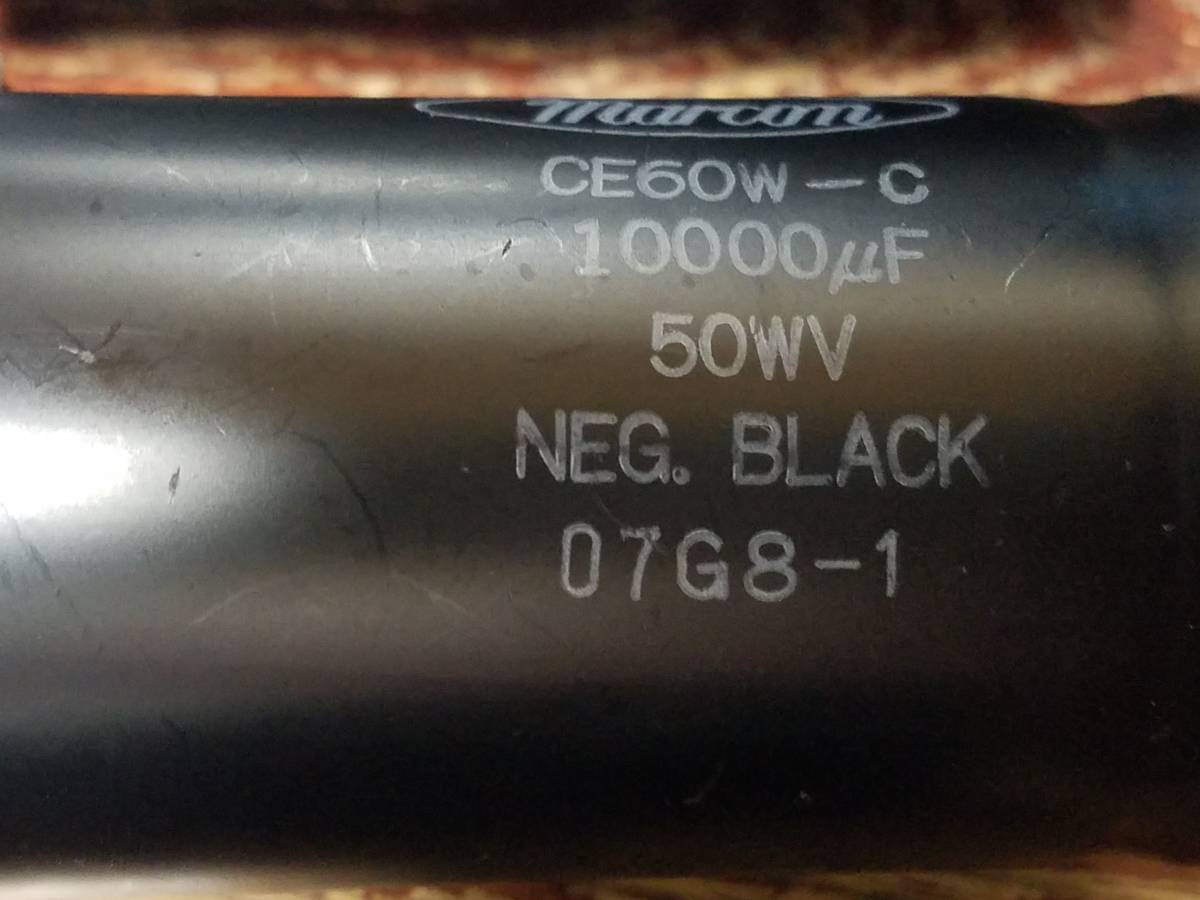 Marcon
CE60W-C
10000μF
50WV
NEG. BLACK
07G8-1